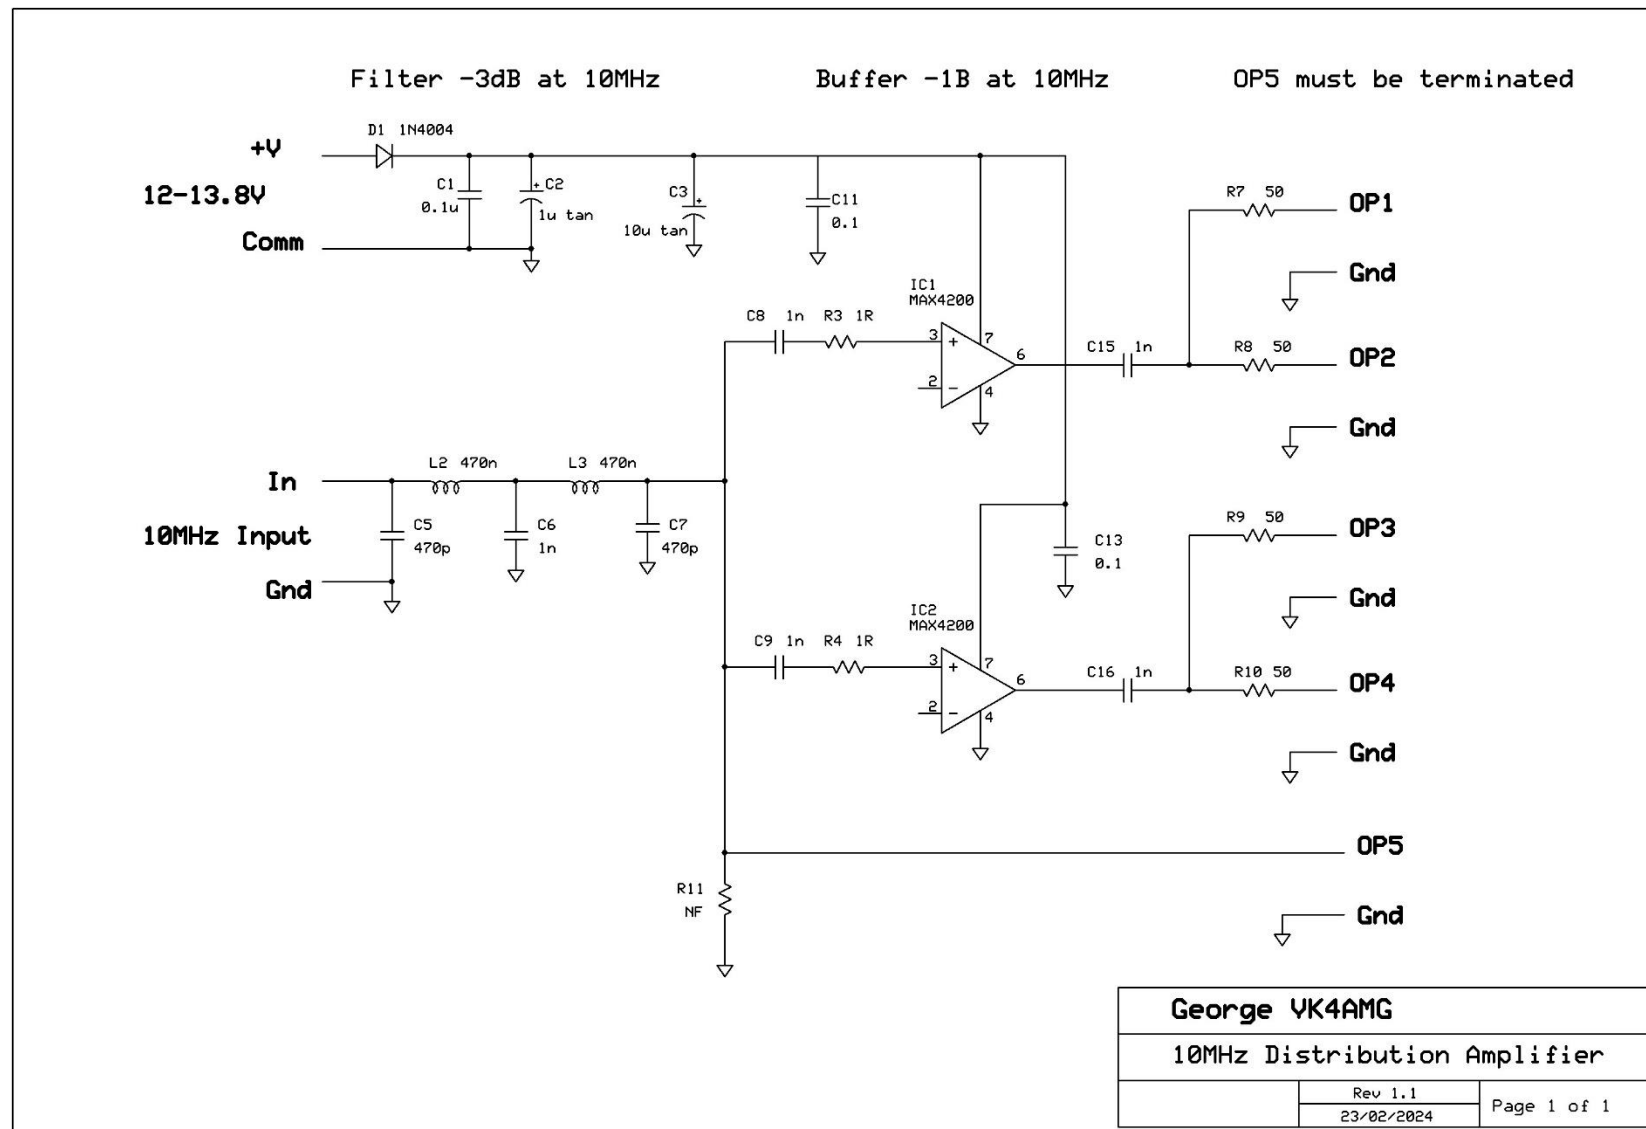 Filter -3dB at 10MHz
Buffer -1B at 10MHz
OP5 must be terminated
+V
12-13.8V
Comm
D1 1N4004
C1
0.1u
+ C2
1u tan
C3
+
10u tan
C11
0.1
R7 50
OP1
Gnd
IC1
MAX4200
C8 1n
R3 1R
3
+
7
2
-
4
6
C15 1n
R8 50
OP2
Gnd
In
10MHz Input
Gnd
L2 470n
L3 470n
C5
470p
C6
1n
C7
470p
C13
0.1
R9 50
OP3
Gnd
IC2
MAX4200
C9 1n
R4 1R
3
+
7
2
-
4
6
C16 1n
R10 50
OP4
Gnd
OP5
R11
NF
Gnd
George VK4AMG
10MHz Distribution Amplifier
Rev 1.1
23/02/2024
Page 1 of 1